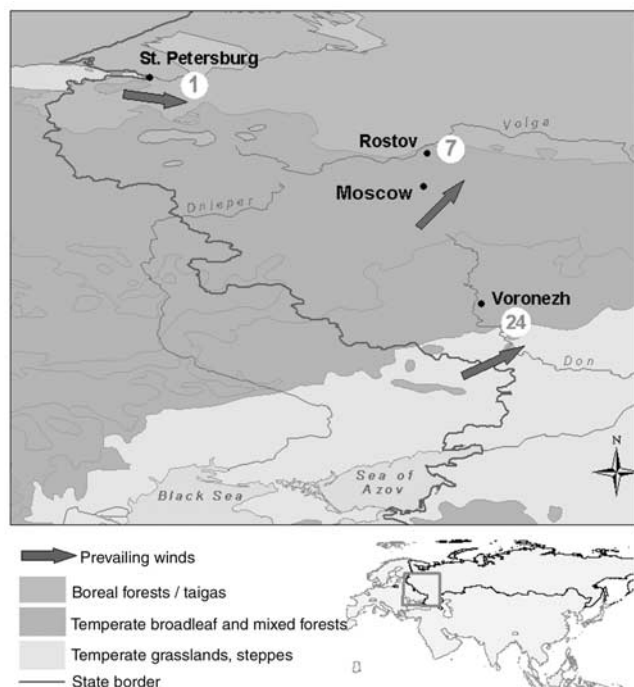 St. Petersburg
1
Volga
Rostov
7
Moscow
Dnieper
Voronezh
24
Don
N
Sea of
Azov
Black Sea
Prevailing winds
Boreal forests / taigas
Temperate broadleaf and mixed forests
Temperate grasslands, steppes
State border